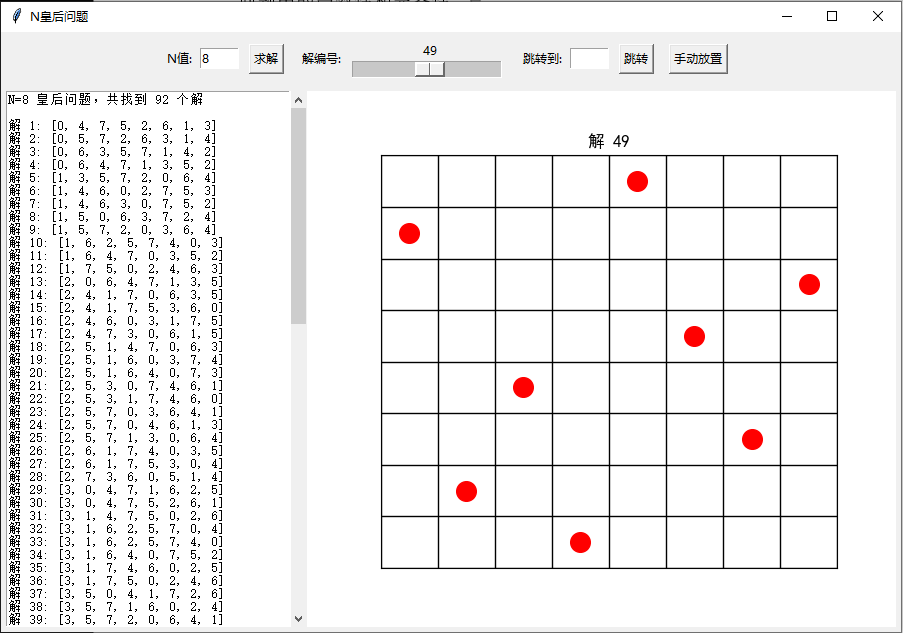 N皇后问题
N值: 8 求解 解编号: 49 跳转到: 跳转 手动放置
N=8 皇后问题，共找到 92 个解
解 49
解 1: [0, 4, 7, 5, 2, 6, 1, 3]
解 2: [0, 5, 7, 2, 6, 3, 1, 4]
解 3: [0, 6, 3, 5, 7, 1, 4, 2]
解 4: [0, 6, 4, 7, 1, 3, 5, 2]
解 5: [1, 3, 5, 7, 2, 0, 6, 4]
解 6: [1, 4, 6, 0, 2, 7, 5, 3]
解 7: [1, 4, 6, 3, 0, 7, 5, 2]
解 8: [1, 5, 0, 6, 3, 7, 2, 4]
解 9: [1, 5, 7, 2, 0, 3, 6, 4]
解 10: [1, 6, 2, 5, 7, 4, 0, 3]
解 11: [1, 6, 4, 7, 0, 3, 5, 2]
解 12: [1, 7, 5, 0, 2, 4, 6, 3]
解 13: [2, 0, 6, 4, 7, 1, 3, 5]
解 14: [2, 4, 1, 7, 0, 6, 3, 5]
解 15: [2, 4, 1, 7, 5, 3, 6, 0]
解 16: [2, 4, 6, 0, 3, 1, 7, 5]
解 17: [2, 4, 7, 3, 0, 6, 1, 5]
解 18: [2, 5, 1, 4, 7, 0, 6, 3]
解 19: [2, 5, 1, 6, 0, 3, 7, 4]
解 20: [2, 5, 1, 6, 4, 0, 7, 3]
解 21: [2, 5, 3, 0, 7, 4, 6, 1]
解 22: [2, 5, 3, 1, 7, 4, 6, 0]
解 23: [2, 5, 7, 0, 3, 6, 4, 1]
解 24: [2, 5, 7, 0, 4, 6, 1, 3]
解 25: [2, 5, 7, 1, 3, 0, 6, 4]
解 26: [2, 6, 1, 7, 4, 0, 3, 5]
解 27: [2, 6, 1, 7, 5, 3, 0, 4]
解 28: [2, 7, 3, 6, 0, 5, 1, 4]
解 29: [3, 0, 4, 7, 1, 6, 2, 5]
解 30: [3, 0, 4, 7, 5, 2, 6, 1]
解 31: [3, 1, 4, 7, 5, 0, 2, 6]
解 32: [3, 1, 6, 2, 5, 7, 0, 4]
解 33: [3, 1, 6, 2, 5, 7, 4, 0]
解 34: [3, 1, 6, 4, 0, 7, 5, 2]
解 35: [3, 1, 7, 4, 6, 0, 2, 5]
解 36: [3, 1, 7, 5, 0, 2, 4, 6]
解 37: [3, 5, 0, 4, 1, 7, 2, 6]
解 38: [3, 5, 7, 1, 6, 0, 2, 4]
解 39: [3, 5, 7, 2, 0, 6, 4, 1]